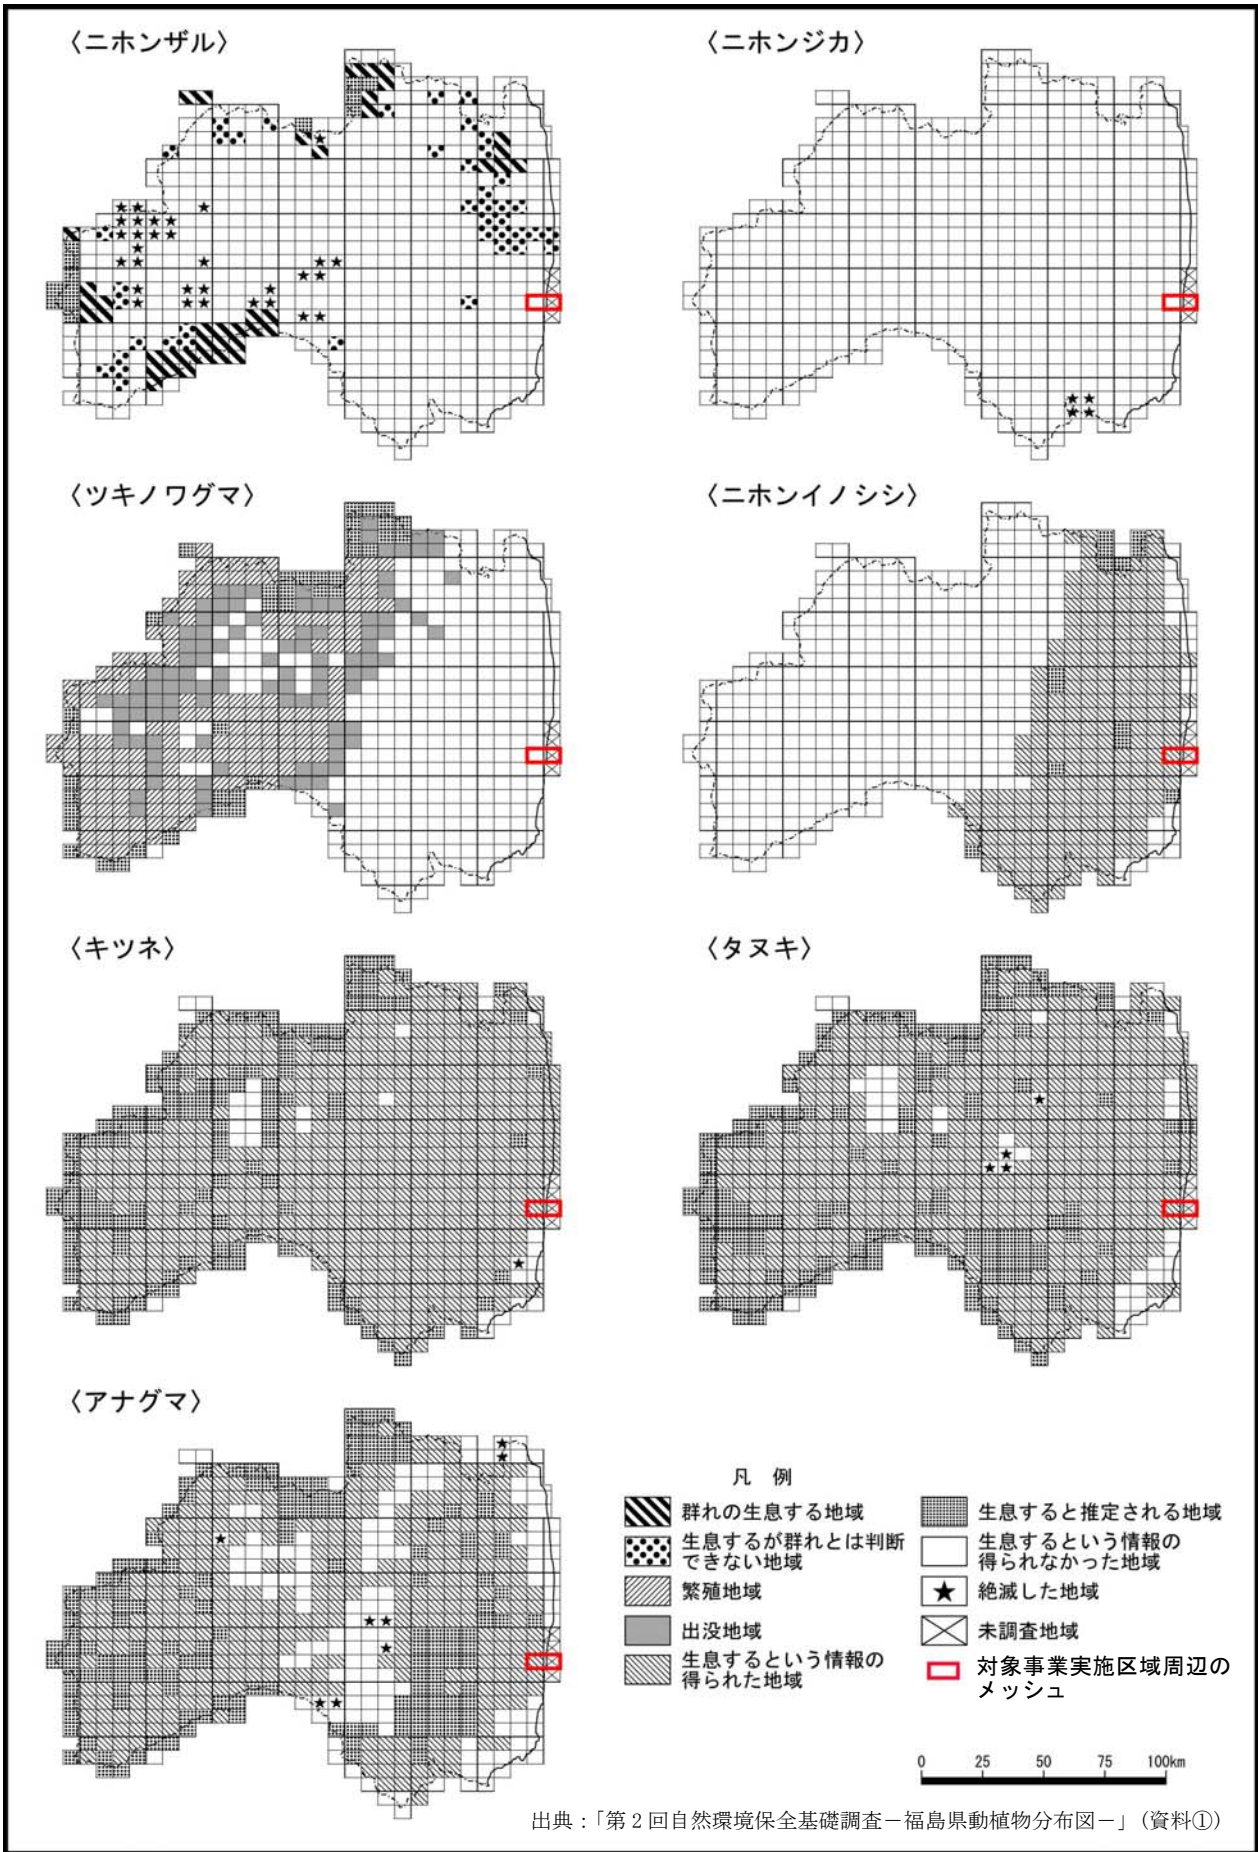 〈ニホンザル〉
〈ニホンジカ〉
〈ツキノワグマ〉
〈ニホンイノシシ〉
〈キツネ〉
〈タヌキ〉
〈アナグマ〉
凡 例
群れの生息する地域
生息するが群れとは判断
できない地域
繁殖地域
出没地域
生息するという情報の
得られた地域
生息すると推定される地域
生息するという情報の
得られなかった地域
絶滅した地域
未調査地域
対象事業実施区域周辺の
メッシュ
0 25 50 75 100km
出典：「第２回自然環境保全基礎調査－福島県動植物分布図－」（資料①）